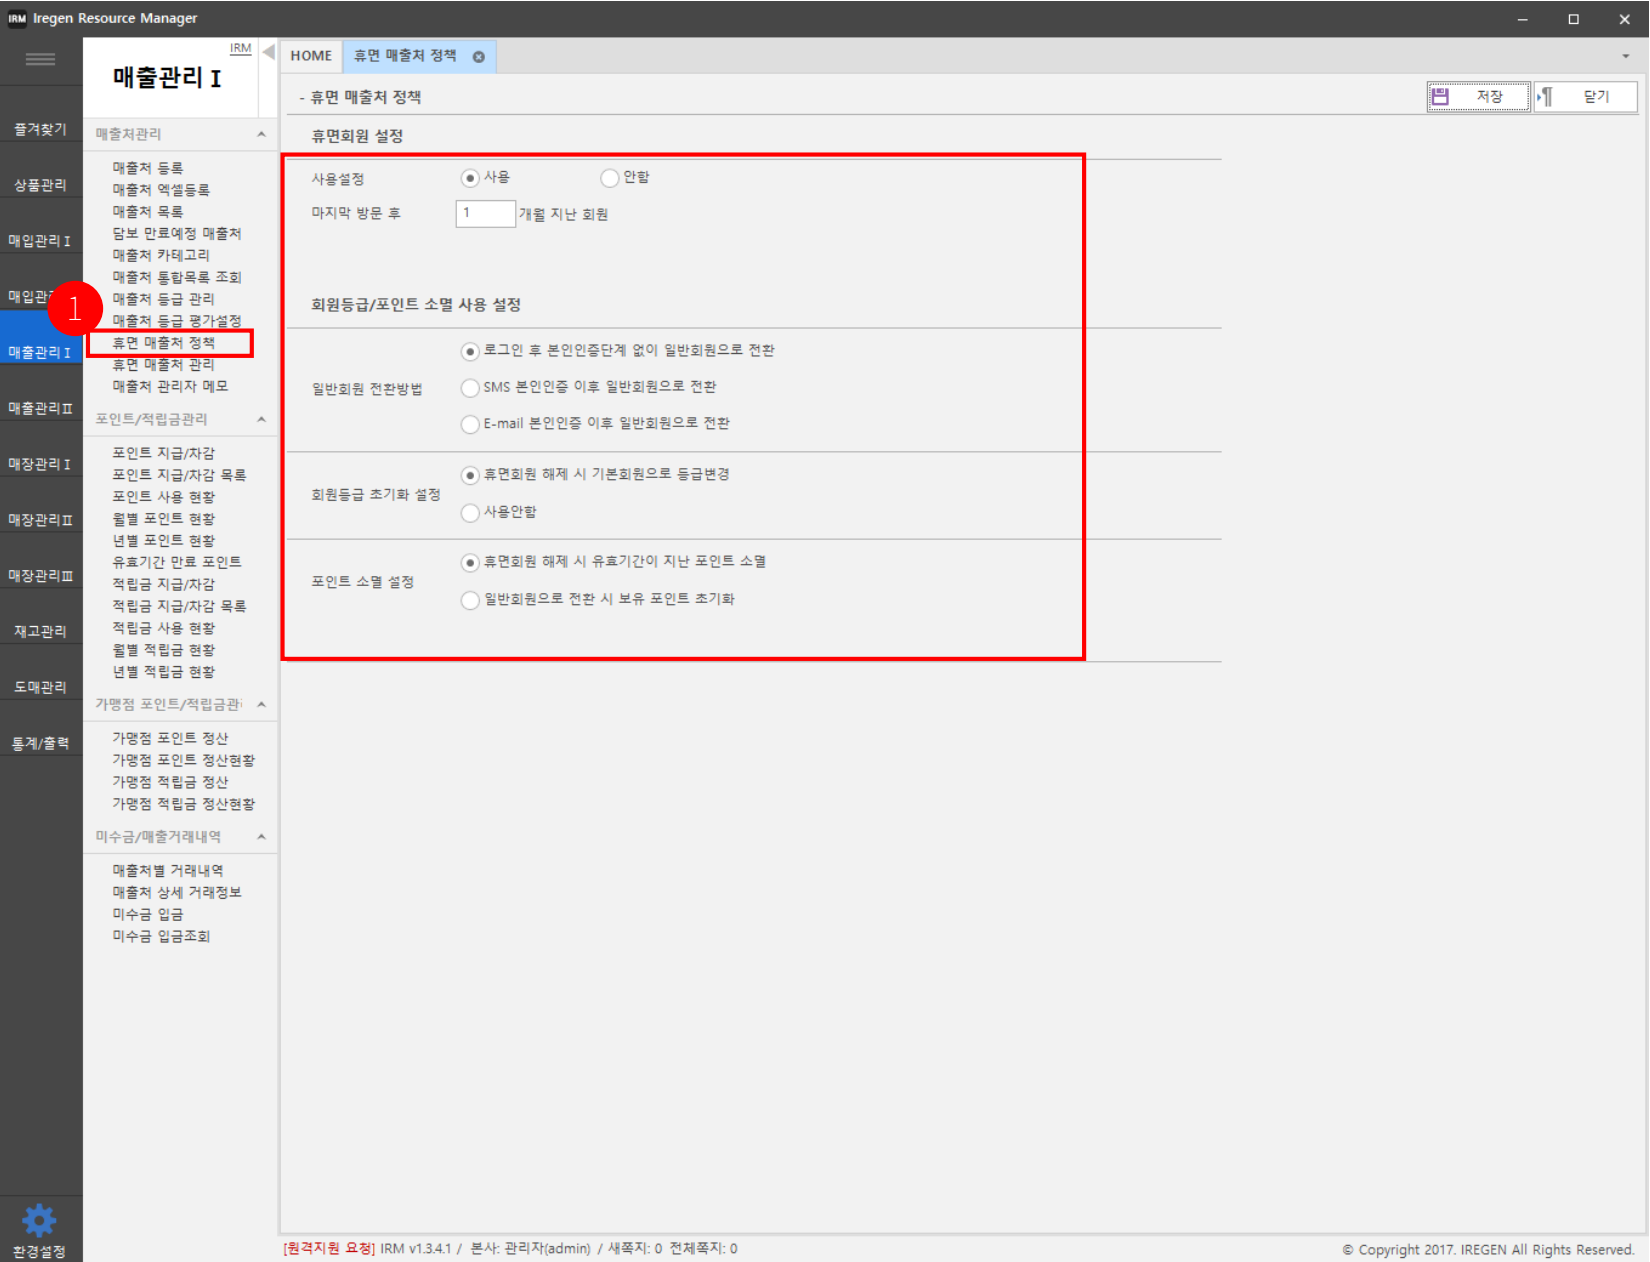 IRM Iregen Resource Manager
즐겨찾기
상품관리
매입관리 I
매입관
매출관리 I
매출관리 II
매장관리 I
매장관리 II
매장관리 III
재고관리
도매관리
통계/출력
환경설정
IRM
매출관리 I
매출처관리
매출처 등록
매출처 엑셀등록
매출처 목록
담보 만료예정 매출처
매출처 카테고리
매출처 통합목록 조회
매출처 등급 관리
매출처 등급 평가설정
1
휴면 매출처 정책
휴면 매출처 관리
매출처 관리자 메모
포인트/적립금관리
포인트 지급/차감
포인트 지급/차감 목록
포인트 사용 현황
월별 포인트 현황
년별 포인트 현황
유효기간 만료 포인트
적립금 지급/차감
적립금 지급/차감 목록
적립금 사용 현황
월별 적립금 현황
년별 적립금 현황
가맹점 포인트/적립금관
가맹점 포인트 정산
가맹점 포인트 정산현황
가맹점 적립금 정산
가맹점 적립금 정산현황
미수금/매출거래내역
매출처별 거래내역
매출처 상세 거래정보
미수금 입금
미수금 입금조회
HOME 휴면 매출처 정책
- 휴면 매출처 정책
저장 닫기
휴면회원 설정
사용설정 사용 안함
마지막 방문 후 1 개월 지난 회원
회원등급/포인트 소멸 사용 설정
일반회원 전환방법
로그인 후 본인인증단계 없이 일반회원으로 전환
SMS 본인인증 이후 일반회원으로 전환
E-mail 본인인증 이후 일반회원으로 전환
회원등급 초기화 설정
휴면회원 해제 시 기본회원으로 등급변경
사용안함
포인트 소멸 설정
휴면회원 해제 시 유효기간이 지난 포인트 소멸
일반회원으로 전환 시 보유 포인트 초기화
[원격지원 요청] IRM v1.3.4.1 / 본사: 관리자(admin) / 새쪽지: 0 전체쪽지: 0
© Copyright 2017. IREGEN All Rights Reserved.